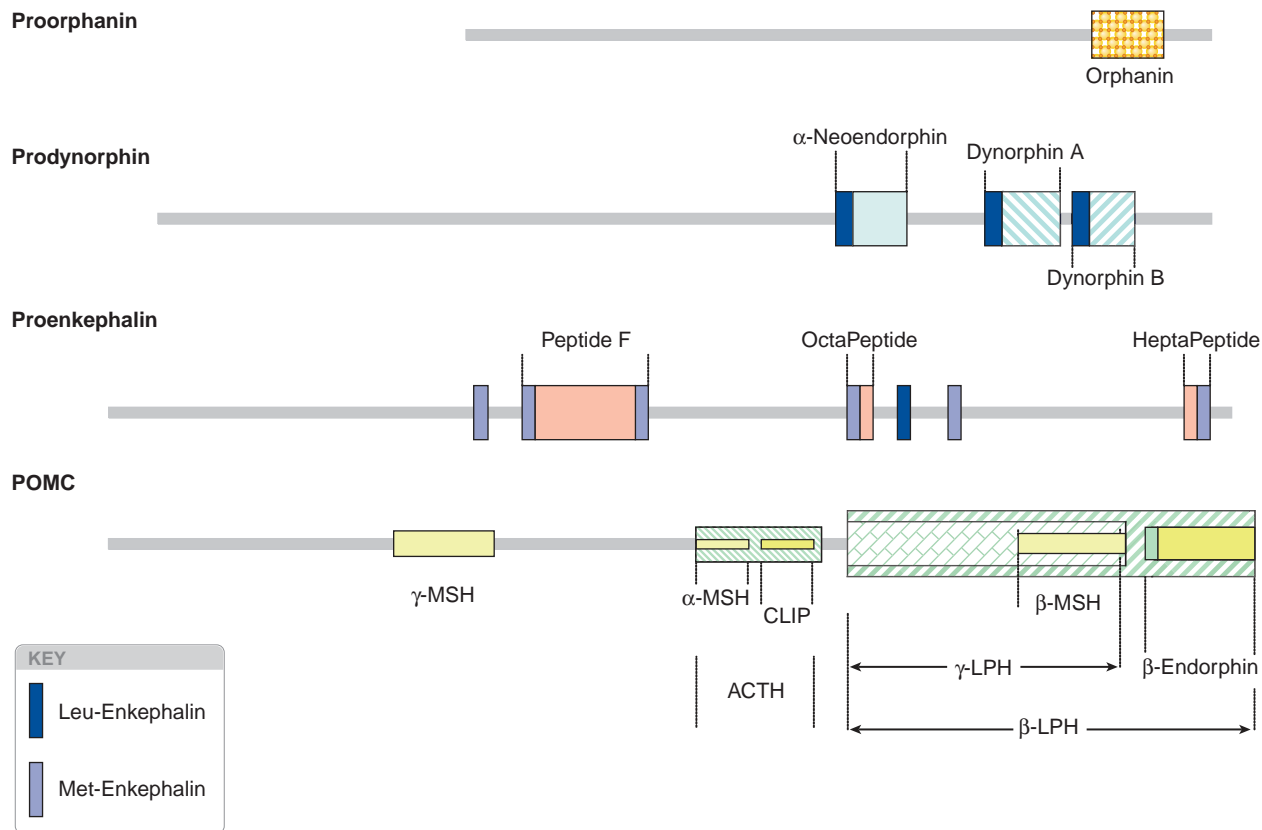 Proorphanin
Orphanin
Prodynorphin
α-Neoendorphin
Dynorphin A
Dynorphin B
Proenkephalin
Peptide F
OctaPeptide
HeptaPeptide
POMC
γ-MSH
α-MSH
CLIP
β-MSH
ACTH
γ-LPH
β-Endorphin
β-LPH
KEY
Leu-Enkephalin
Met-Enkephalin